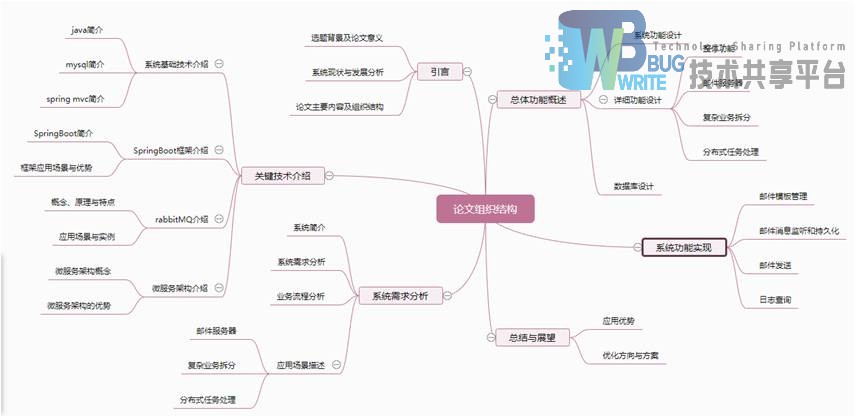 论文组织结构
引言
选题背景及论文意义
系统现状与发展分析
论文主要内容及组织结构
关键技术介绍
系统基础技术介绍
java简介
mysql简介
spring mvc简介
SpringBoot框架介绍
SpringBoot简介
框架应用场景与优势
rabbitMQ介绍
概念、原理与特点
应用场景与实例
微服务架构介绍
微服务架构概念
微服务架构的优势
系统需求分析
系统简介
系统需求分析
业务流程分析
应用场景描述
邮件服务器
复杂业务拆分
分布式任务处理
总体功能概述
系统功能设计
详细功能设计
整体功能
邮件服务器
复杂业务拆分
分布式任务处理
数据库设计
系统功能实现
邮件模板管理
邮件消息监听和持久化
邮件发送
日志查询
总结与展望
应用优势
优化方向与方案
BUG
WRITE
Technology Sharing Platform
技术共享平台